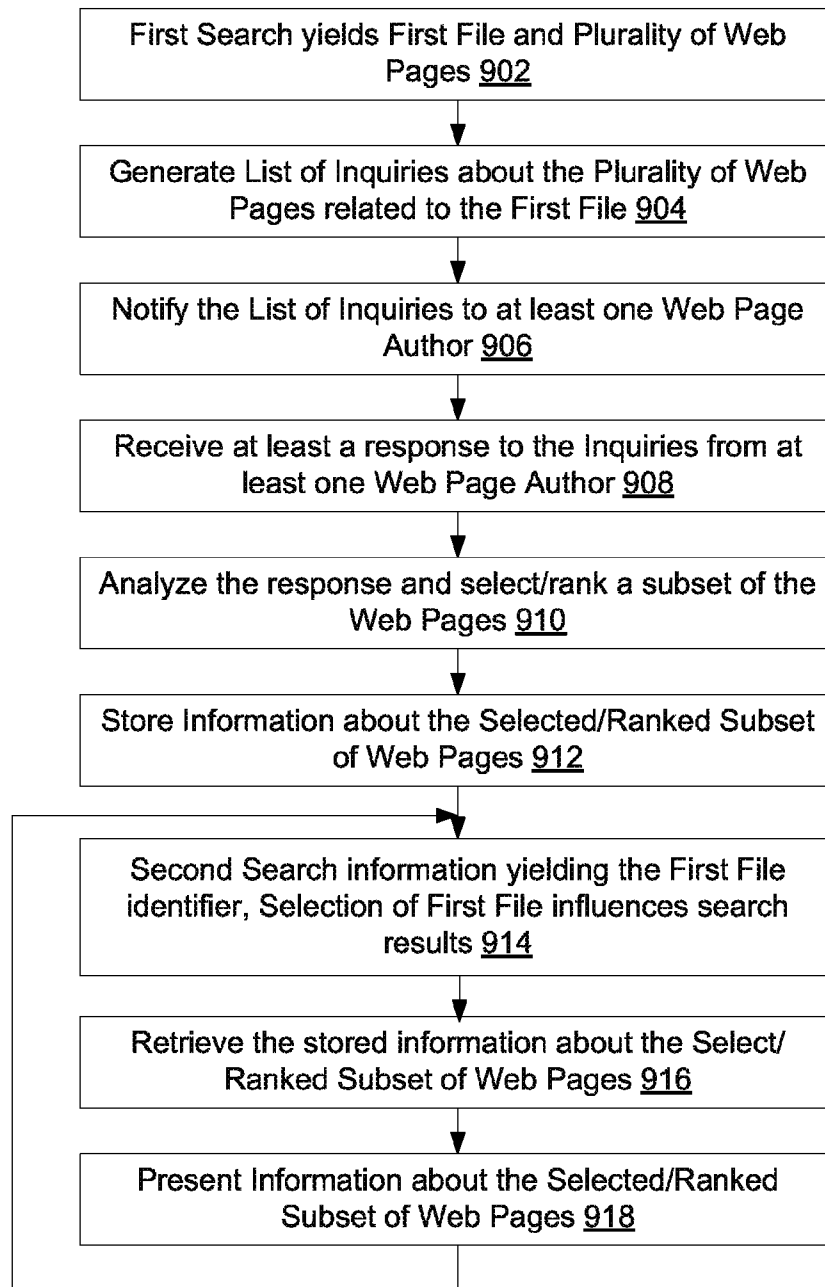 First Search yields First File and Plurality of Web
Pages 902
Generate List of Inquiries about the Plurality of Web
Pages related to the First File 904
Notify the List of Inquiries to at least one Web Page
Author 906
Receive at least a response to the Inquiries from at
least one Web Page Author 908
Analyze the response and select/rank a subset of the
Web Pages 910
Store Information about the Selected/Ranked Subset
of Web Pages 912
Second Search information yielding the First File
identifier, Selection of First File influences search
results 914
Retrieve the stored information about the Select/
Ranked Subset of Web Pages 916
Present Information about the Selected/Ranked
Subset of Web Pages 918